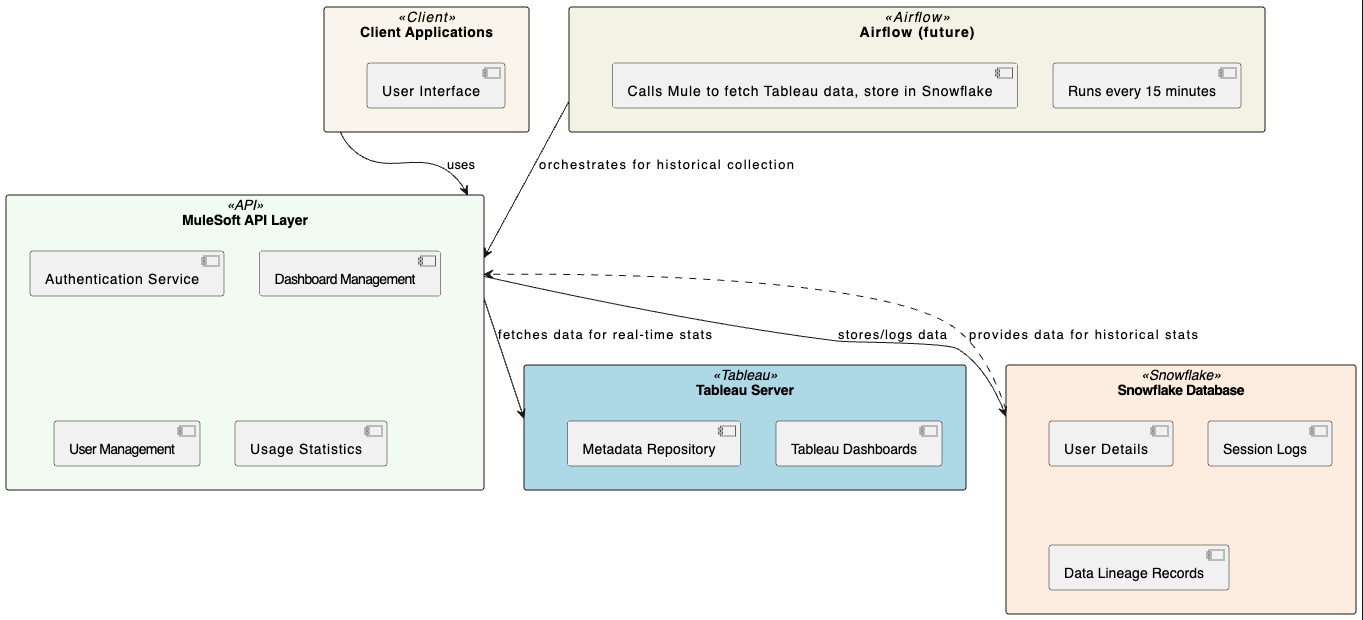 «Client»
Client Applications
User Interface
«Airflow»
Airflow (future)
Calls Mule to fetch Tableau data, store in Snowflake
Runs every 15 minutes
uses
orchestrates for historical collection
«API»
MuleSoft API Layer
Authentication Service
Dashboard Management
User Management
Usage Statistics
fetches data for real-time stats
stores/logs data
provides data for historical stats
«Tableau»
Tableau Server
Metadata Repository
Tableau Dashboards
«Snowflake»
Snowflake Database
User Details
Session Logs
Data Lineage Records